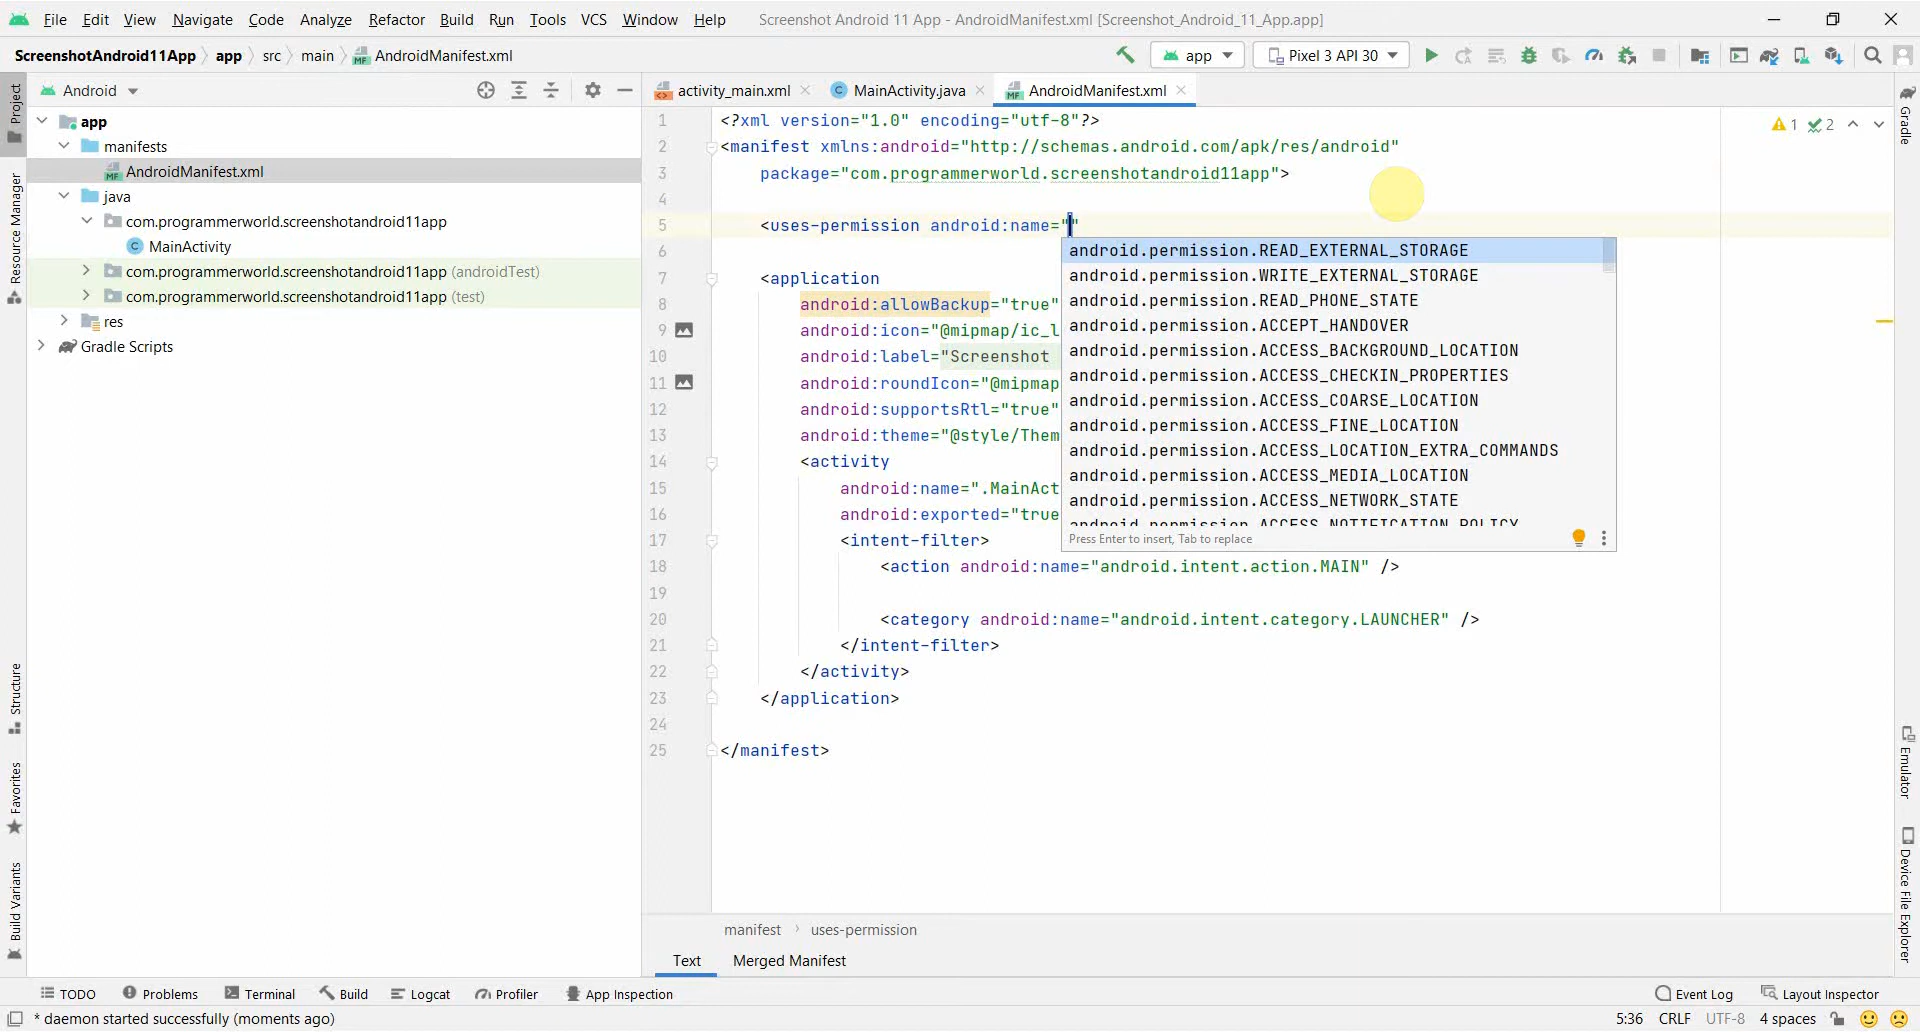 File Edit View Navigate Code Analyze Refactor Build Run Tools VCS Window Help Screenshot Android 11 App - AndroidManifest.xml [Screenshot_Android_11_App.app]
ScreenshotAndroid11App app src main AndroidManifest.xml app Pixel 3 API 30
Android
activity_main.xml MainActivity.java AndroidManifest.xml
app
manifests
AndroidManifest.xml
java
com.programmerworld.screenshotandroid11app
MainActivity
com.programmerworld.screenshotandroid11app (androidTest)
com.programmerworld.screenshotandroid11app (test)
res
Gradle Scripts
Project
Resource Manager
Structure
Favorites
Build Variants
1 <?xml version="1.0" encoding="utf-8"?>
2 <manifest xmlns:android="http://schemas.android.com/apk/res/android"
3 package="com.programmerworld.screenshotandroid11app">
4
5 <uses-permission android:name=""
6
7 <application
8 android:allowBackup="true"
9 android:icon="@mipmap/ic_l
10 android:label="Screenshot
11 android:roundIcon="@mipmap
12 android:supportsRtl="true"
13 android:theme="@style/Them
14 <activity
15 android:name=".MainAct
16 android:exported="true
17 <intent-filter>
18 <action android:name="android.intent.action.MAIN" />
19
20 <category android:name="android.intent.category.LAUNCHER" />
21 </intent-filter>
22 </activity>
23 </application>
24
25 </manifest>
1 2
android.permission.READ_EXTERNAL_STORAGE
android.permission.WRITE_EXTERNAL_STORAGE
android.permission.READ_PHONE_STATE
android.permission.ACCEPT_HANDOVER
android.permission.ACCESS_BACKGROUND_LOCATION
android.permission.ACCESS_CHECKIN_PROPERTIES
android.permission.ACCESS_COARSE_LOCATION
android.permission.ACCESS_FINE_LOCATION
android.permission.ACCESS_LOCATION_EXTRA_COMMANDS
android.permission.ACCESS_MEDIA_LOCATION
android.permission.ACCESS_NETWORK_STATE
android.permission.ACCESS_NOTIFICATION_POLICY
Press Enter to insert, Tab to replace
manifest uses-permission
Text Merged Manifest
Gradle
Emulator
Device File Explorer
TODO Problems Terminal Build Logcat Profiler App Inspection Event Log Layout Inspector
* daemon started successfully (moments ago) 5:36 CRLF UTF-8 4 spaces